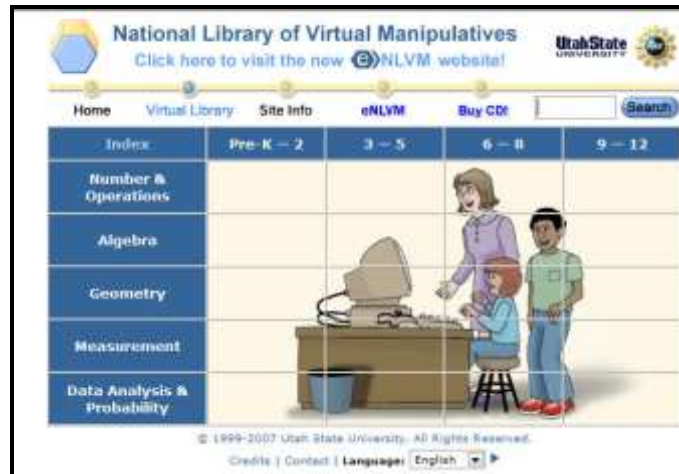 National Library of Virtual Manipulatives
Click here to visit the new eNLVM website!
UtahState
UNIVERSITY
Home Virtual Library Site Info eNLVM Buy CD! Search
Index Pre-K – 2 3 – 5 6 – 8 9 – 12
Number &
Operations
Algebra
Geometry
Measurement
Data Analysis &
Probability
© 1999-2007 Utah State University. All Rights Reserved.
Credits | Contact | Language: English